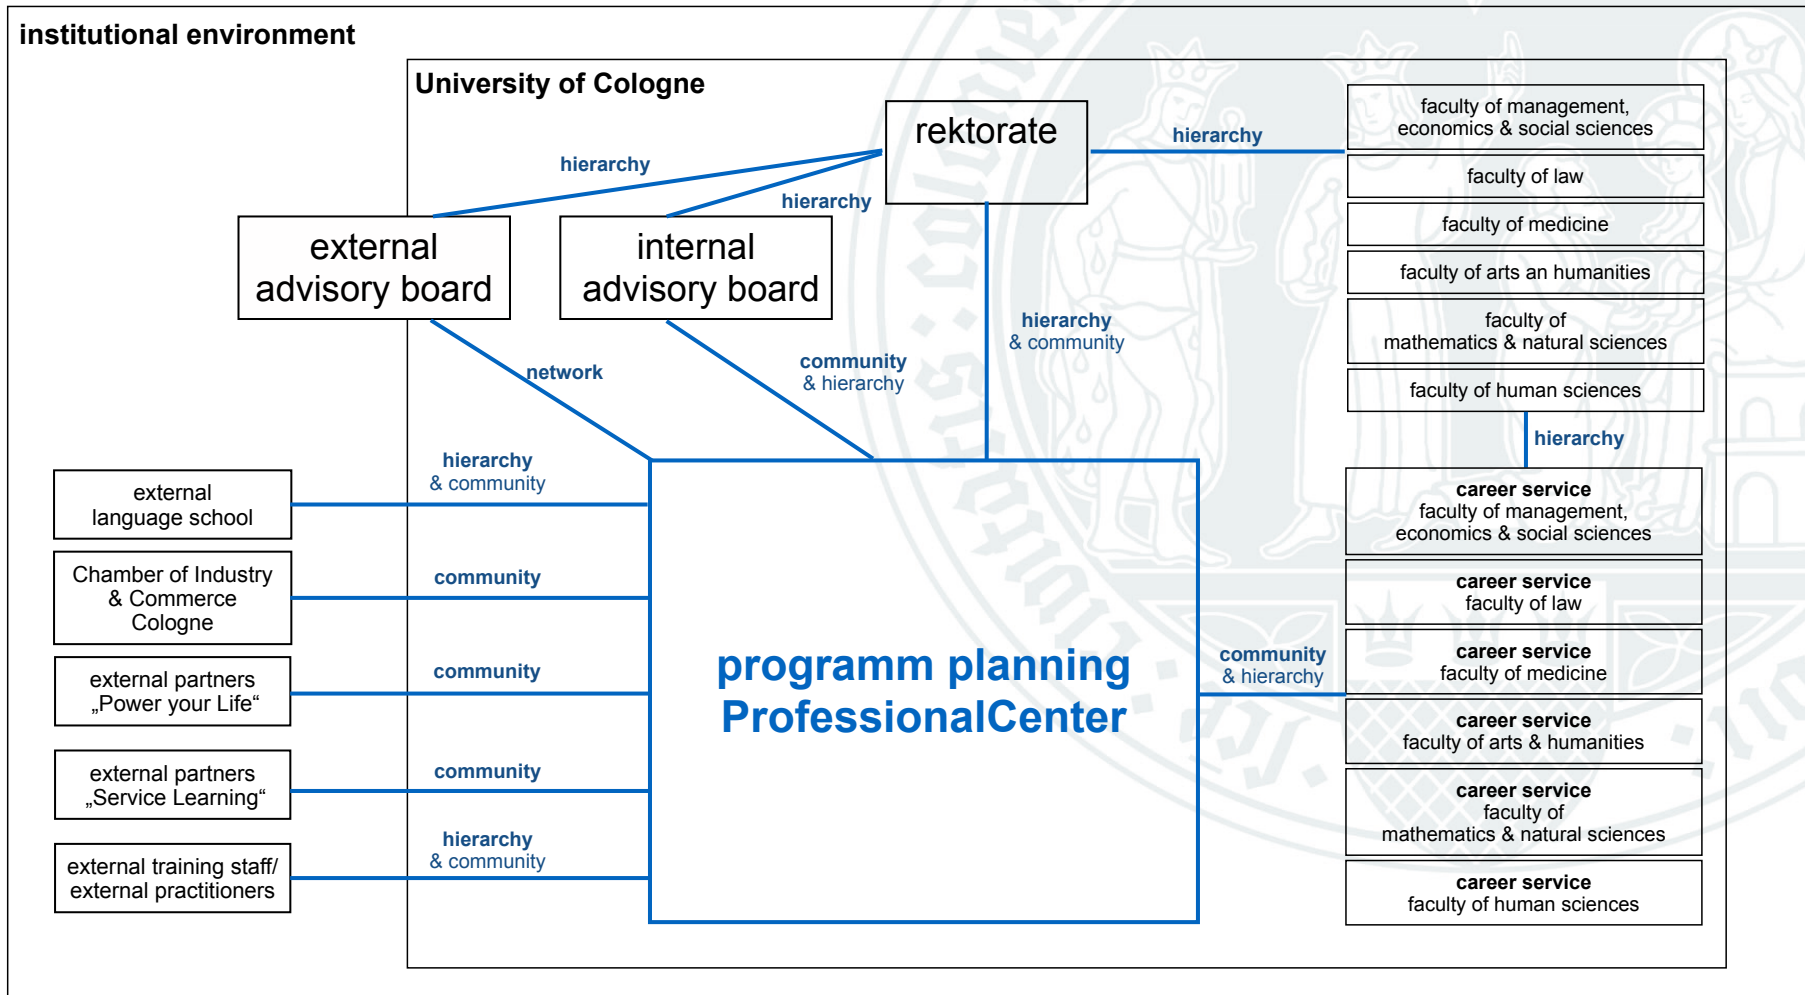 institutional environment
University of Cologne
rektorate
hierarchy
hierarchy
hierarchy
external
advisory board
internal
advisory board
network
community
& hierarchy
hierarchy
& community
faculty of management,
economics & social sciences
faculty of law
faculty of medicine
faculty of arts an humanities
faculty of
mathematics & natural sciences
faculty of human sciences
hierarchy
external
language school
hierarchy
& community
Chamber of Industry
& Commerce
Cologne
community
external partners
„Power your Life“
community
external partners
„Service Learning“
community
external training staff/
external practitioners
hierarchy
& community
programm planning
ProfessionalCenter
community
& hierarchy
career service
faculty of management,
economics & social sciences
career service
faculty of law
career service
faculty of medicine
career service
faculty of arts & humanities
career service
faculty of
mathematics & natural sciences
career service
faculty of human sciences